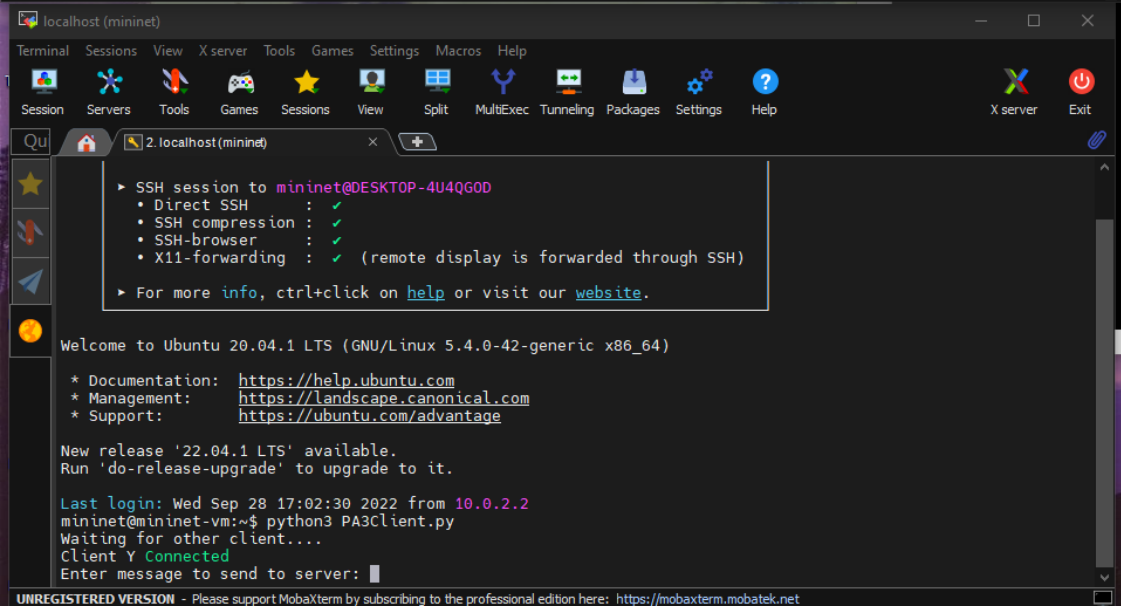 localhost (mininet)
Terminal Sessions View X server Tools Games Settings Macros Help
Session Servers Tools Games Sessions View Split MultiExec Tunneling Packages Settings Help X server Exit
Qu 2. localhost (mininet)
► SSH session to mininet@DESKTOP-4U4QGOD
• Direct SSH : ✔
• SSH compression : ✔
• SSH-browser : ✔
• X11-forwarding : ✔ (remote display is forwarded through SSH)
► For more info, ctrl+click on help or visit our website.
Welcome to Ubuntu 20.04.1 LTS (GNU/Linux 5.4.0-42-generic x86_64)
* Documentation: https://help.ubuntu.com
* Management: https://landscape.canonical.com
* Support: https://ubuntu.com/advantage
New release '22.04.1 LTS' available.
Run 'do-release-upgrade' to upgrade to it.
Last login: Wed Sep 28 17:02:30 2022 from 10.0.2.2
mininet@mininet-vm:~$ python3 PA3Client.py
Waiting for other client....
Client Y Connected
Enter message to send to server:
UNREGISTERED VERSION - Please support MobaXterm by subscribing to the professional edition here: https://mobaxterm.mobatek.net